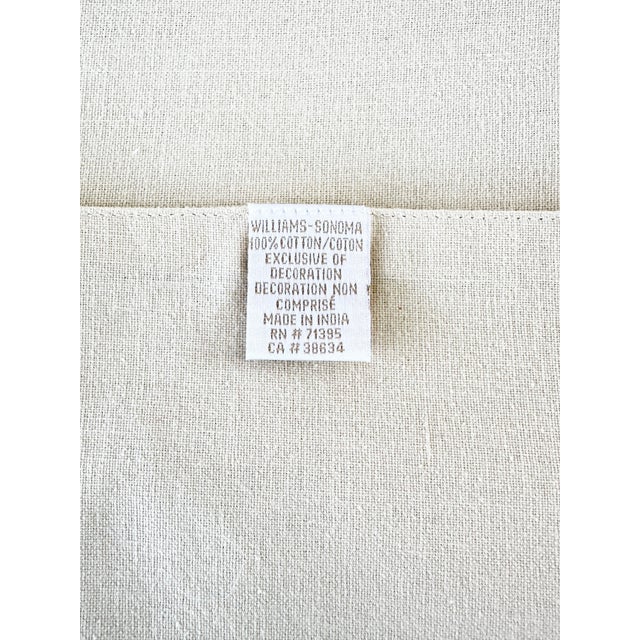 WILLIAMS-SONOMA
100% COTTON/COTON
EXCLUSIVE OF
DECORATION
DECORATION NON
COMPRISÉ
MADE IN INDIA
RN # 71395
CA # 38634